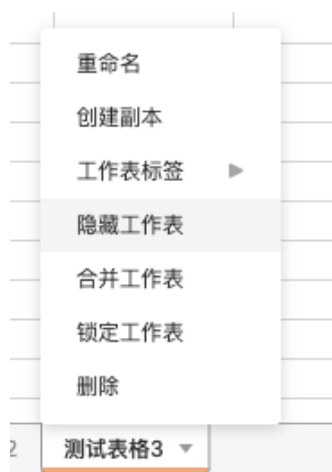 重命名
创建副本
工作表标签
隐藏工作表
合并工作表
锁定工作表
删除
2 测试表格3